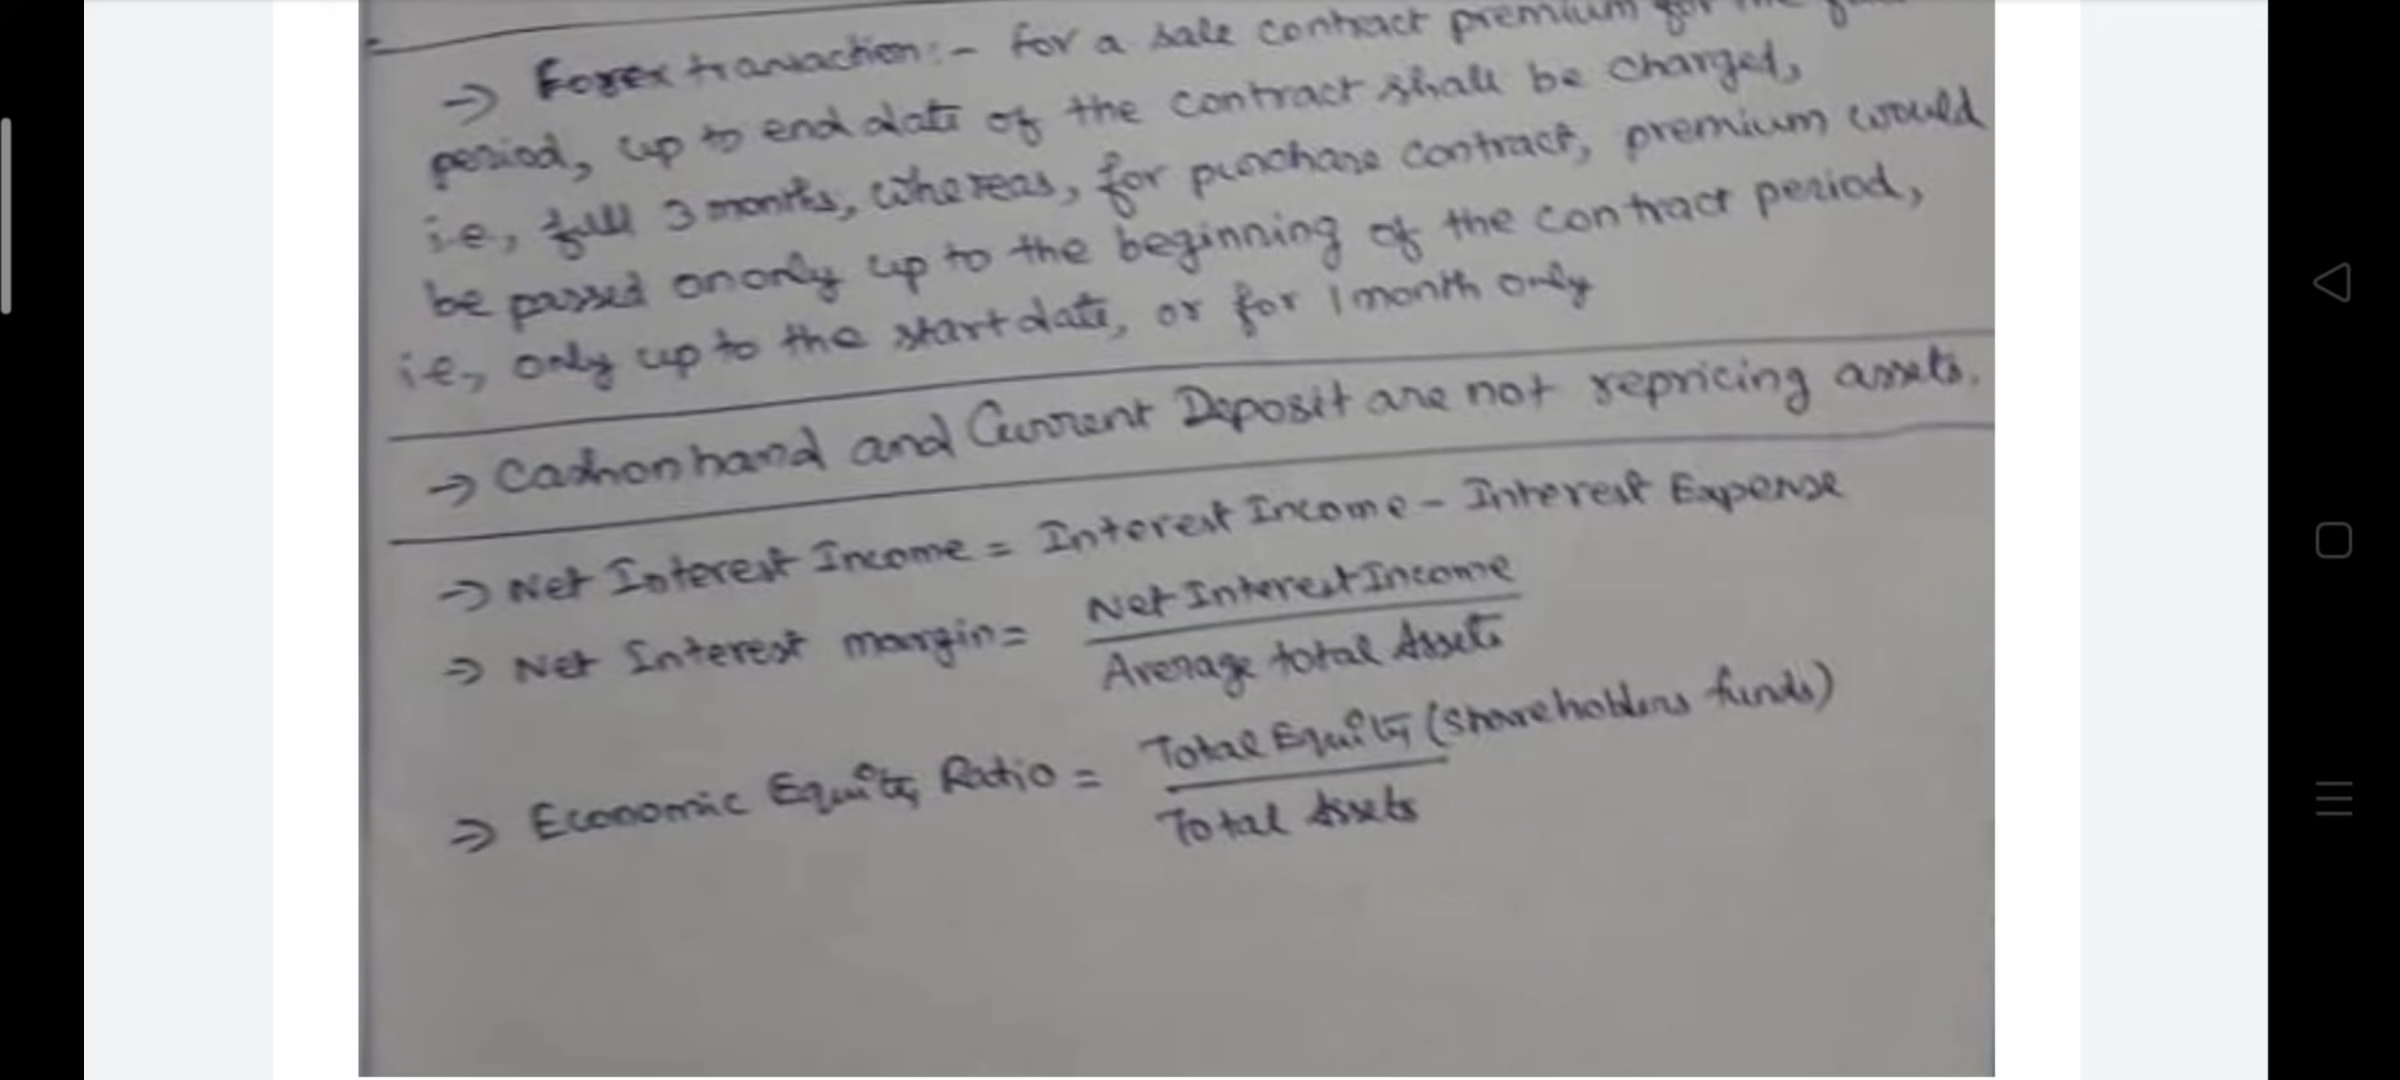 → Forex transaction:- for a sale contract premium for the
period, up to end date of the contract shall be charged,
i.e, full 3 months, whereas, for purchase contract, premium would
be passed on only up to the beginning of the contract period,
i.e, only up to the start date, or for 1 month only
→ Cash on hand and Current Deposit are not repricing assets.
→ Net Interest Income = Interest Income - Interest Expense
→ Net Interest margin = Net Interest Income
Average total Assets
→ Economic Equity Ratio = Total Equity (Shareholders funds)
Total Assets